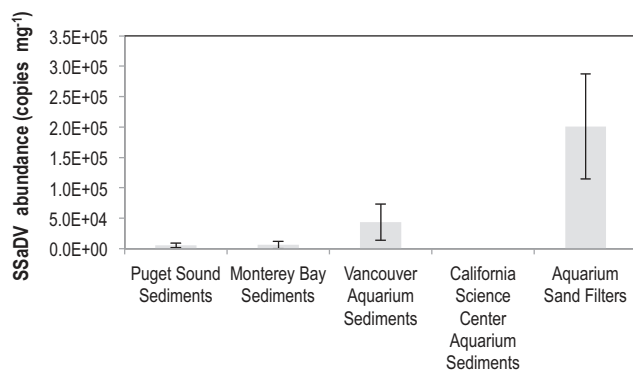 3.5E+05
3.0E+05
2.5E+05
2.0E+05
1.5E+05
1.0E+05
5.0E+04
0.0E+00
SSaDV abundance (copies mg⁻¹)
Puget Sound
Sediments
Monterey Bay
Sediments
Vancouver
Aquarium
Sediments
California
Science
Center
Aquarium
Sediments
Aquarium
Sand Filters